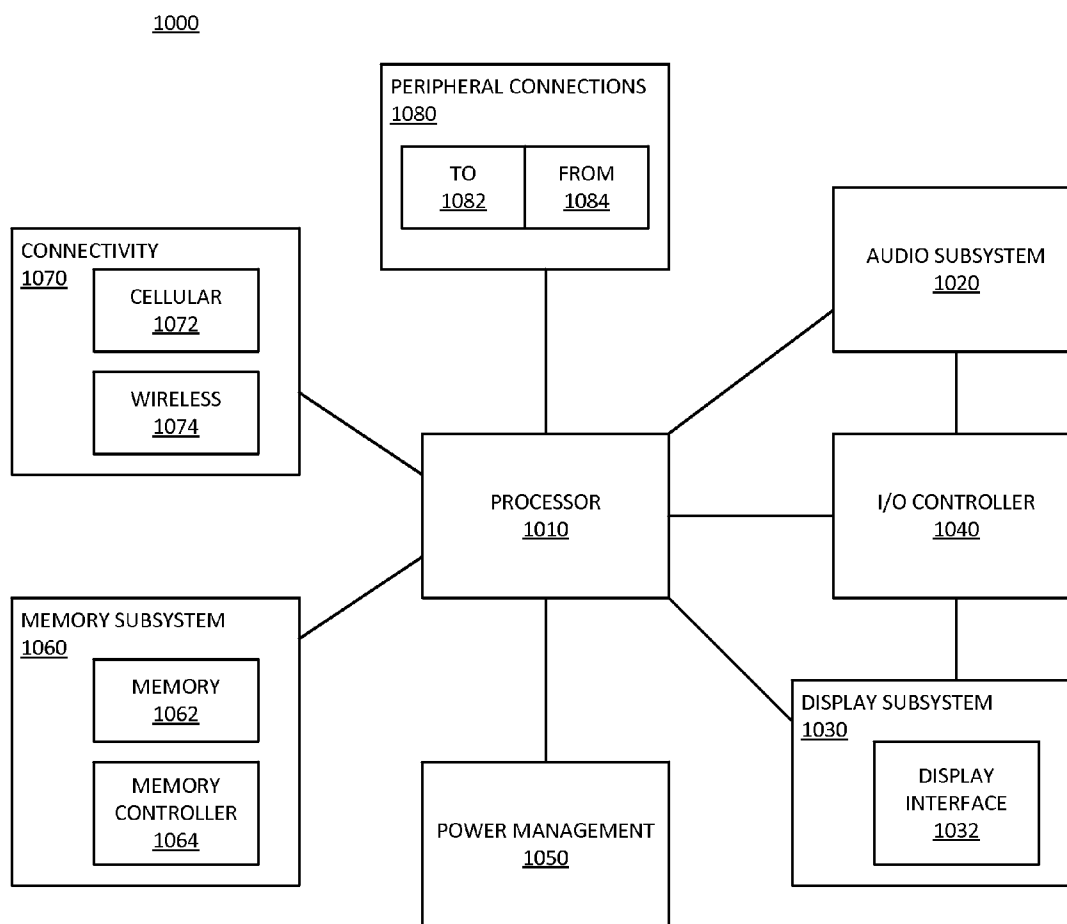 1000
PERIPHERAL CONNECTIONS
1080
TO
1082
FROM
1084
AUDIO SUBSYSTEM
1020
CONNECTIVITY
1070
CELLULAR
1072
WIRELESS
1074
PROCESSOR
1010
I/O CONTROLLER
1040
MEMORY SUBSYSTEM
1060
MEMORY
1062
MEMORY
CONTROLLER
1064
POWER MANAGEMENT
1050
DISPLAY SUBSYSTEM
1030
DISPLAY
INTERFACE
1032